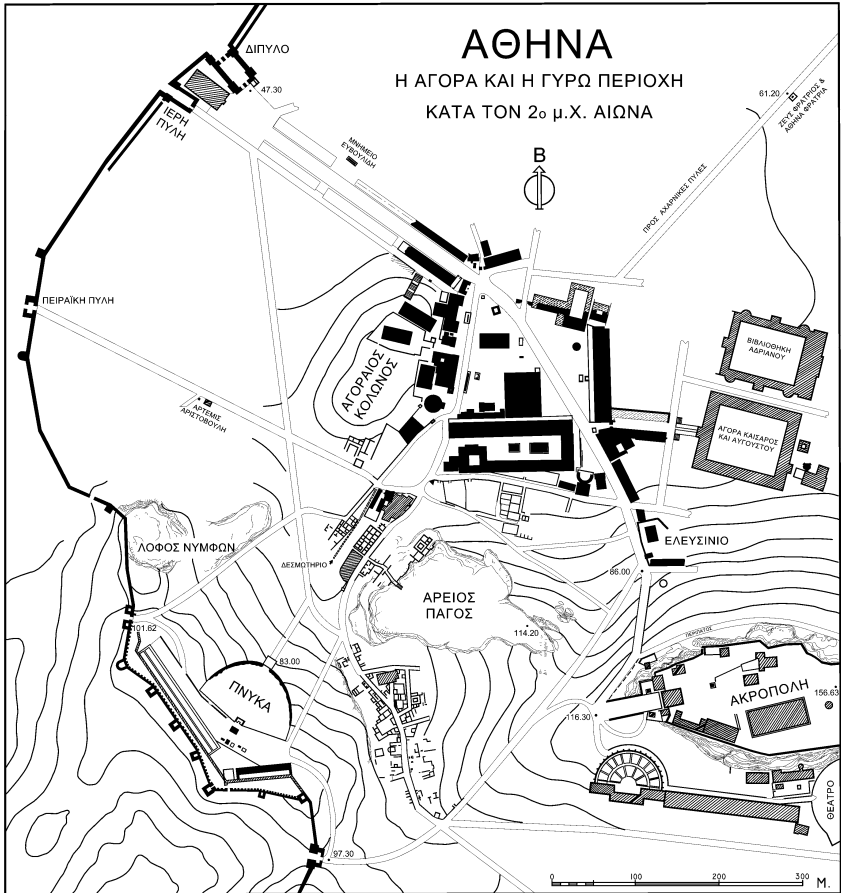 ΑΘΗΝΑ
Η ΑΓΟΡΑ ΚΑΙ Η ΓΥΡΩ ΠΕΡΙΟΧΗ
ΚΑΤΑ ΤΟΝ 2ο μ.Χ. ΑΙΩΝΑ
Β
ΔΙΠΥΛΟ
47.30
ΙΕΡΗ
ΠΥΛΗ
61.20
ΖΕΥΣ ΦΡΑΤΡΙΟΣ &
ΑΘΗΝΑ ΦΡΑΤΡΙΑ
ΜΝΗΜΕΙΟ
ΕΥΒΟΥΛΙΔΗ
ΠΡΟΣ ΑΧΑΡΝΙΚΕΣ ΠΥΛΕΣ
ΠΕΙΡΑΪΚΗ ΠΥΛΗ
ΑΓΟΡΑΙΟΣ
ΚΟΛΩΝΟΣ
ΒΙΒΛΙΟΘΗΚΗ
ΑΔΡΙΑΝΟΥ
ΑΡΤΕΜΙΣ
ΑΡΙΣΤΟΒΟΥΛΗ
ΑΓΟΡΑ ΚΑΙΣΑΡΟΣ
ΚΑΙ ΑΥΓΟΥΣΤΟΥ
ΛΟΦΟΣ ΝΥΜΦΩΝ
ΕΛΕΥΣΙΝΙΟ
ΔΕΣΜΩΤΗΡΙΟ
86.00
ΑΡΕΙΟΣ
ΠΑΓΟΣ
114.20
101.62
ΠΕΡΙΠΑΤΟΣ
83.00
ΠΝΥΚΑ
ΑΚΡΟΠΟΛΗ
156.63
116.30
ΘΕΑΤΡΟ
97.30
0 100 200 300 Μ.